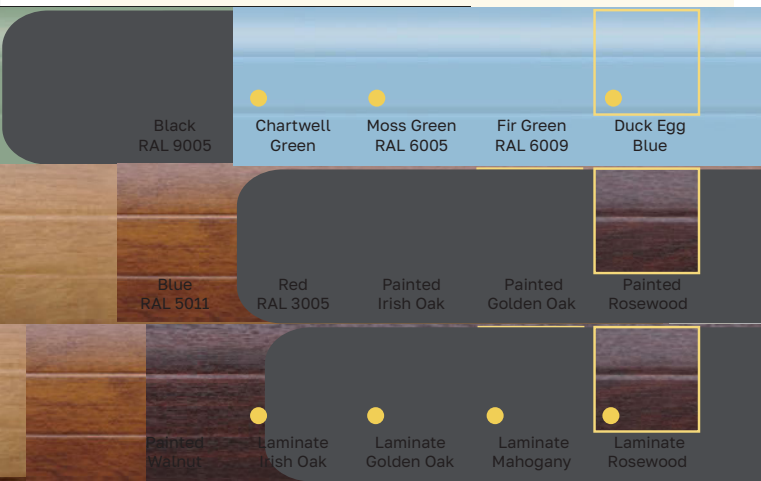 Black
RAL 9005
Chartwell
Green
Moss Green
RAL 6005
Fir Green
RAL 6009
Duck Egg
Blue
Blue
RAL 5011
Red
RAL 3005
Painted
Irish Oak
Painted
Golden Oak
Painted
Rosewood
Painted
Walnut
Laminate
Irish Oak
Laminate
Golden Oak
Laminate
Mahogany
Laminate
Rosewood